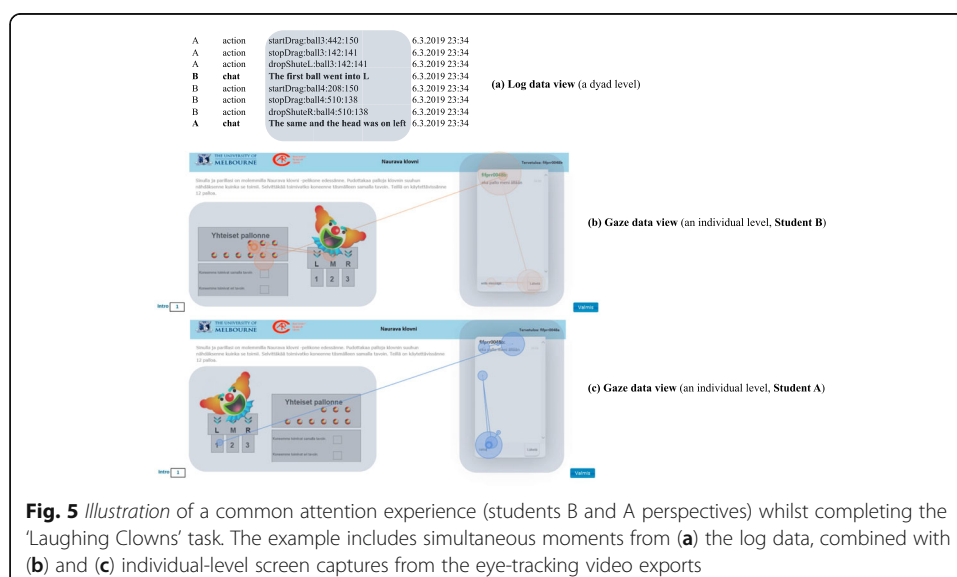 A action startDrag:ball3:442:150 6.3.2019 23:34
A action stopDrag:ball3:142:141 6.3.2019 23:34
A action dropShuteL:ball3:142:141 6.3.2019 23:34
B chat The first ball went into L 6.3.2019 23:34
B action startDrag:ball4:208:150 6.3.2019 23:34
B action stopDrag:ball4:510:138 6.3.2019 23:34
B action dropShuteR:ball4:510:138 6.3.2019 23:34
A chat The same and the head was on left 6.3.2019 23:34
(a) Log data view (a dyad level)
THE UNIVERSITY OF
MELBOURNE
Naurava klovni
Yhteiset pallonne
L M R
1 2 3
Intro 1
Valmis
(b) Gaze data view (an individual level, Student B)
THE UNIVERSITY OF
MELBOURNE
Naurava klovni
L M R
1 2 3
Yhteiset pallonne
Intro 1
Valmis
(c) Gaze data view (an individual level, Student A)
Fig. 5 Illustration of a common attention experience (students B and A perspectives) whilst completing the
'Laughing Clowns' task. The example includes simultaneous moments from (a) the log data, combined with
(b) and (c) individual-level screen captures from the eye-tracking video exports